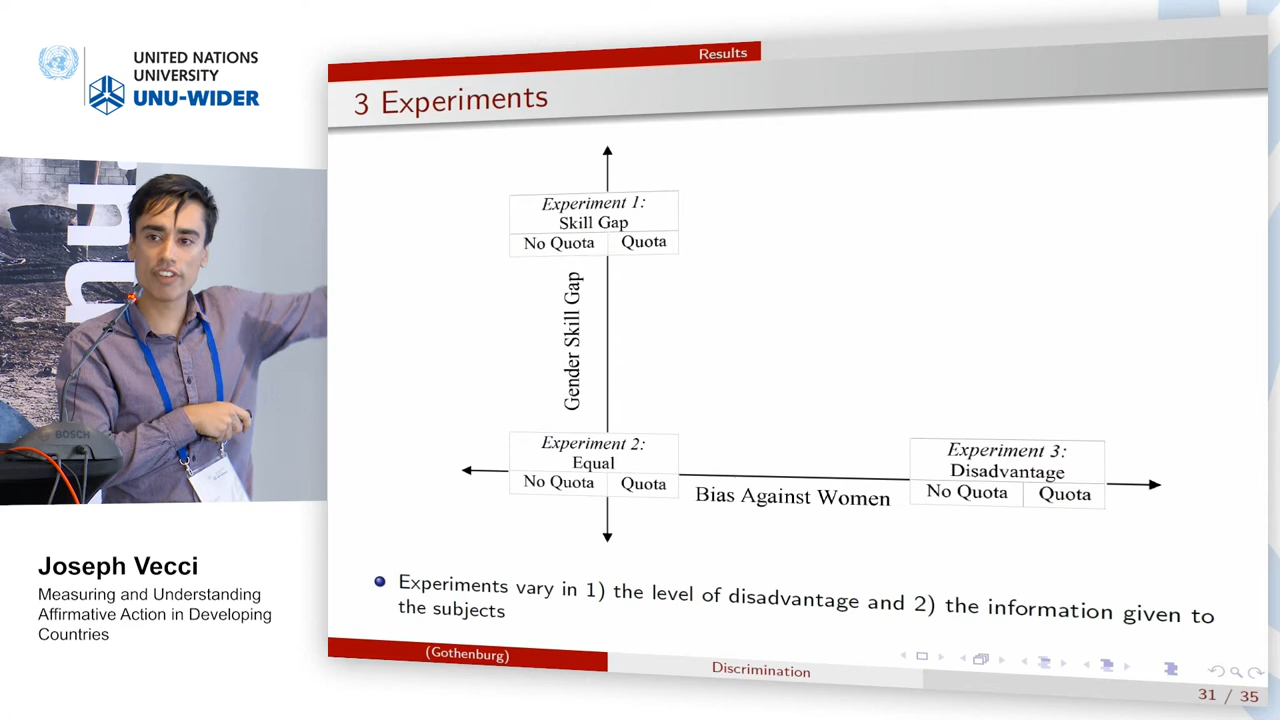 UNITED NATIONS
UNIVERSITY
UNU-WIDER
Results
3 Experiments
Experiment 1:
Skill Gap
No Quota Quota
Gender Skill Gap
Experiment 2:
Equal
No Quota Quota
Experiment 3:
Disadvantage
No Quota Quota
Bias Against Women
BOSCH
Joseph Vecci
Measuring and Understanding
Affirmative Action in Developing
Countries
Experiments vary in 1) the level of disadvantage and 2) the information given to
the subjects
(Gothenburg)
Discrimination
31 / 35